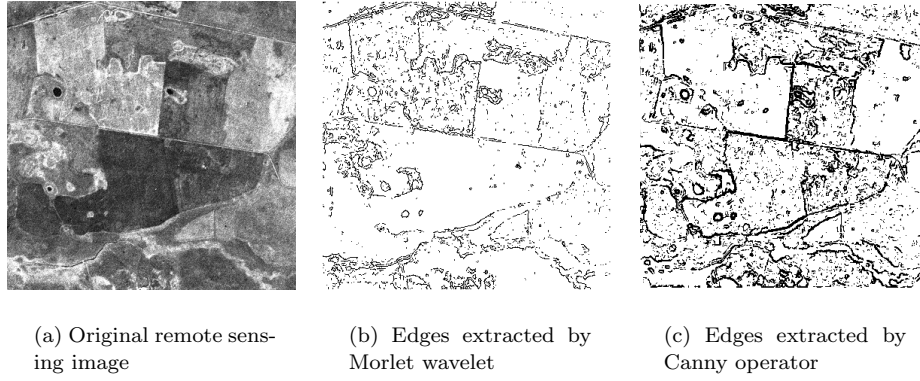 (a) Original remote sens-
ing image
(b) Edges extracted by
Morlet wavelet
(c) Edges extracted by
Canny operator